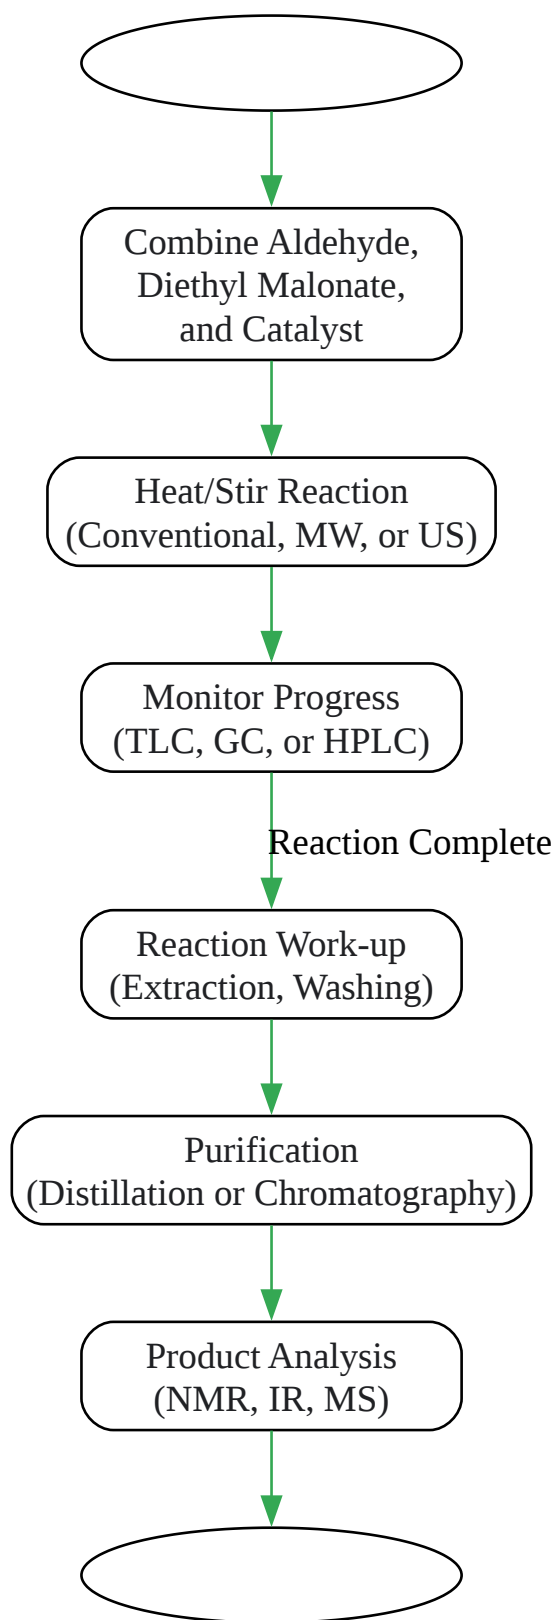 Combine Aldehyde,
Diethyl Malonate,
and Catalyst
Heat/Stir Reaction
(Conventional, MW, or US)
Monitor Progress
(TLC, GC, or HPLC)
Reaction Complete
Reaction Work-up
(Extraction, Washing)
Purification
(Distillation or Chromatography)
Product Analysis
(NMR, IR, MS)